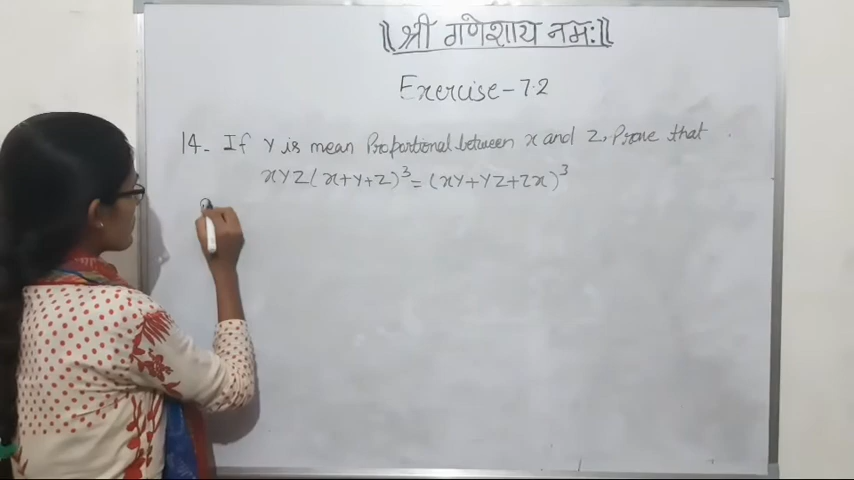 ॥ श्री गणेशाय नमः॥
Exercise-7.2
14- If Y is mean Proportional between x and Z, Prove that
xYZ(x+Y+Z)³=(xY+YZ+Zx)³